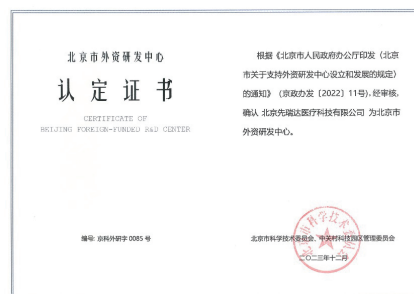 北京市外资研发中心
认定证书
CERTIFICATE OF
BEIJING FOREIGN-FUNDED R&D CENTER
编号: 京科外研字 0085 号
根据《北京市人民政府办公厅印发〈北京
市关于支持外资研发中心设立和发展的规定〉
的通知》（京政办发〔2022〕11号), 经审核,
确认 北京先瑞达医疗科技有限公司 为北京市
外资研发中心。
北京市科学技术委员会、中关村科技园区管理委员会
二〇二三年十二月